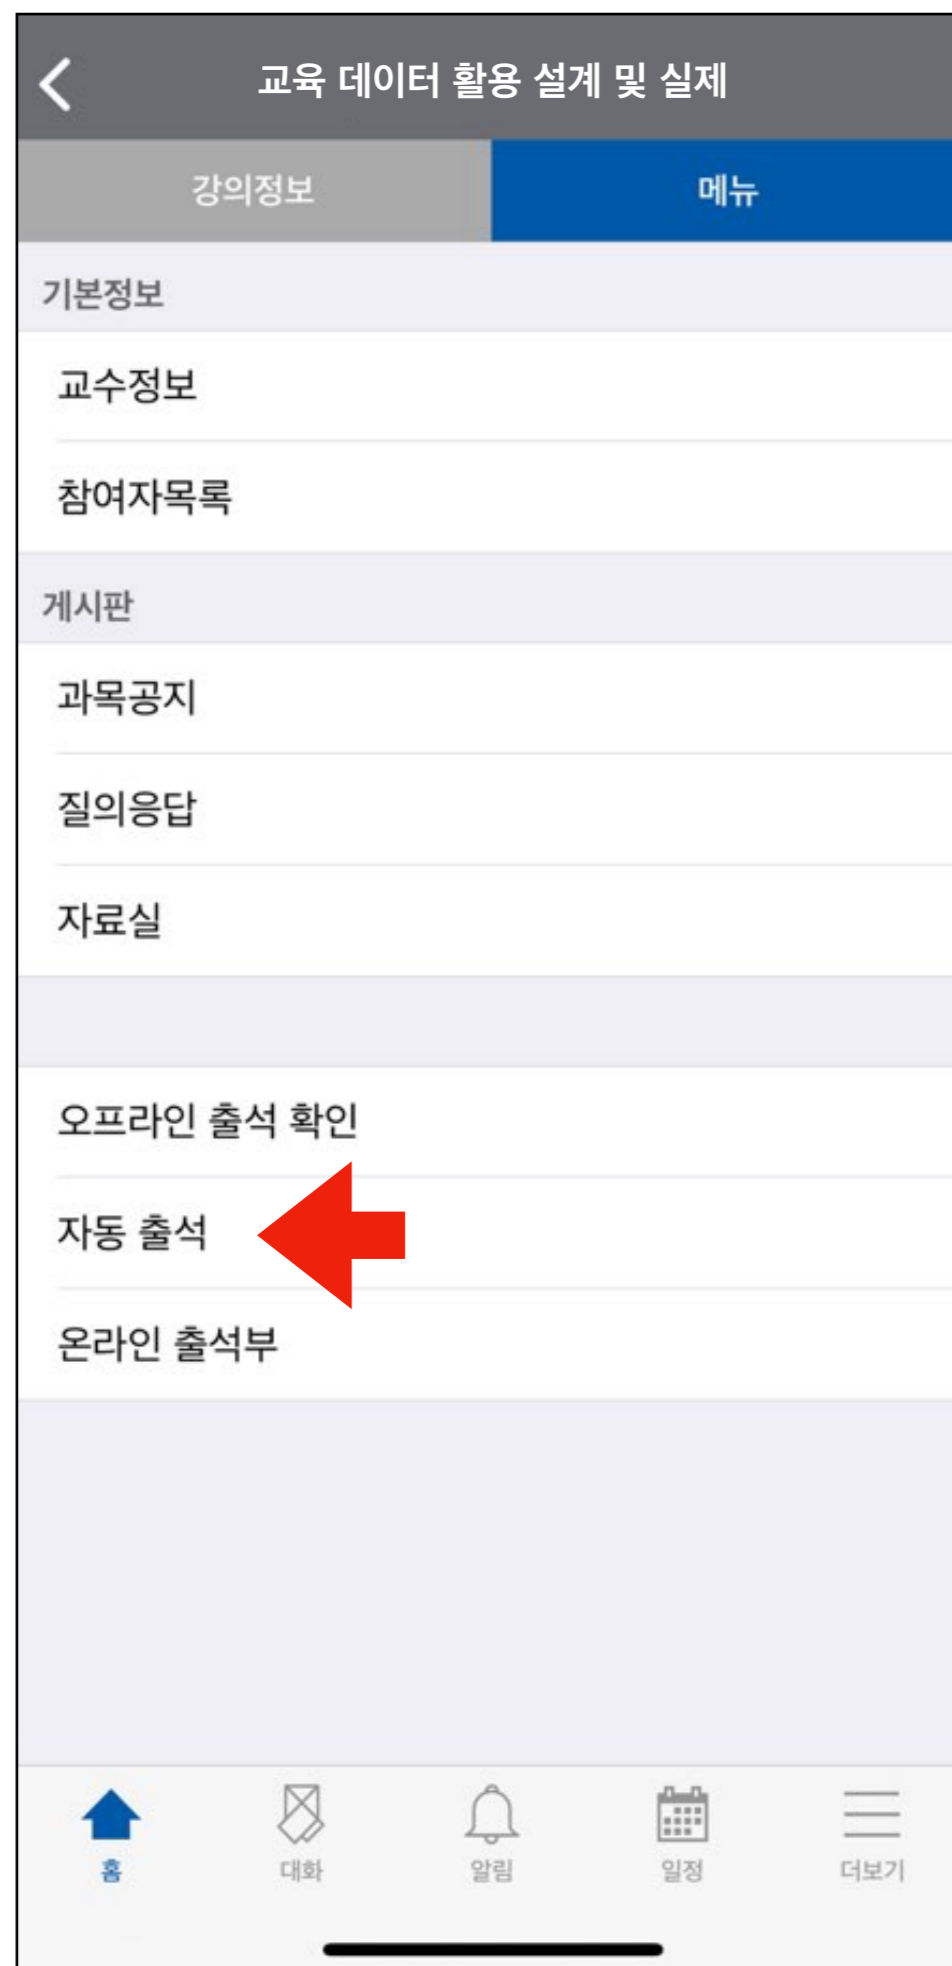 교육 데이터 활용 설계 및 실제
강의정보
메뉴
기본정보
교수정보
참여자목록
게시판
과목공지
질의응답
자료실
오프라인 출석 확인
자동 출석
온라인 출석부
홈
대화
알림
일정
더보기